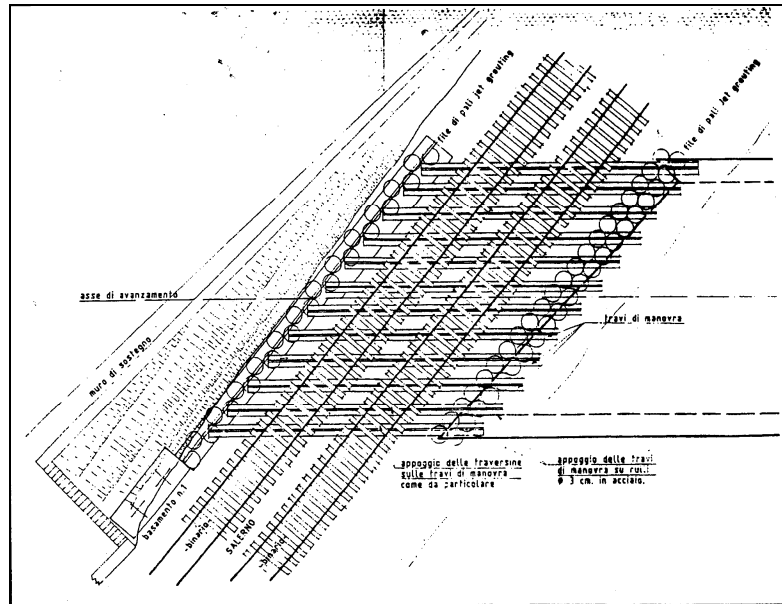 file di pali jet grouting
file di pali jet grouting
asse di avanzamento
travi di manovra
muro di sostegno
appoggio delle traversine
sulle travi di manovra
come da particolare
appoggio delle travi
di manovra su rulli
ø 3 cm. in acciaio.
basamento n.1
-binario-
SALERNO
-binario-